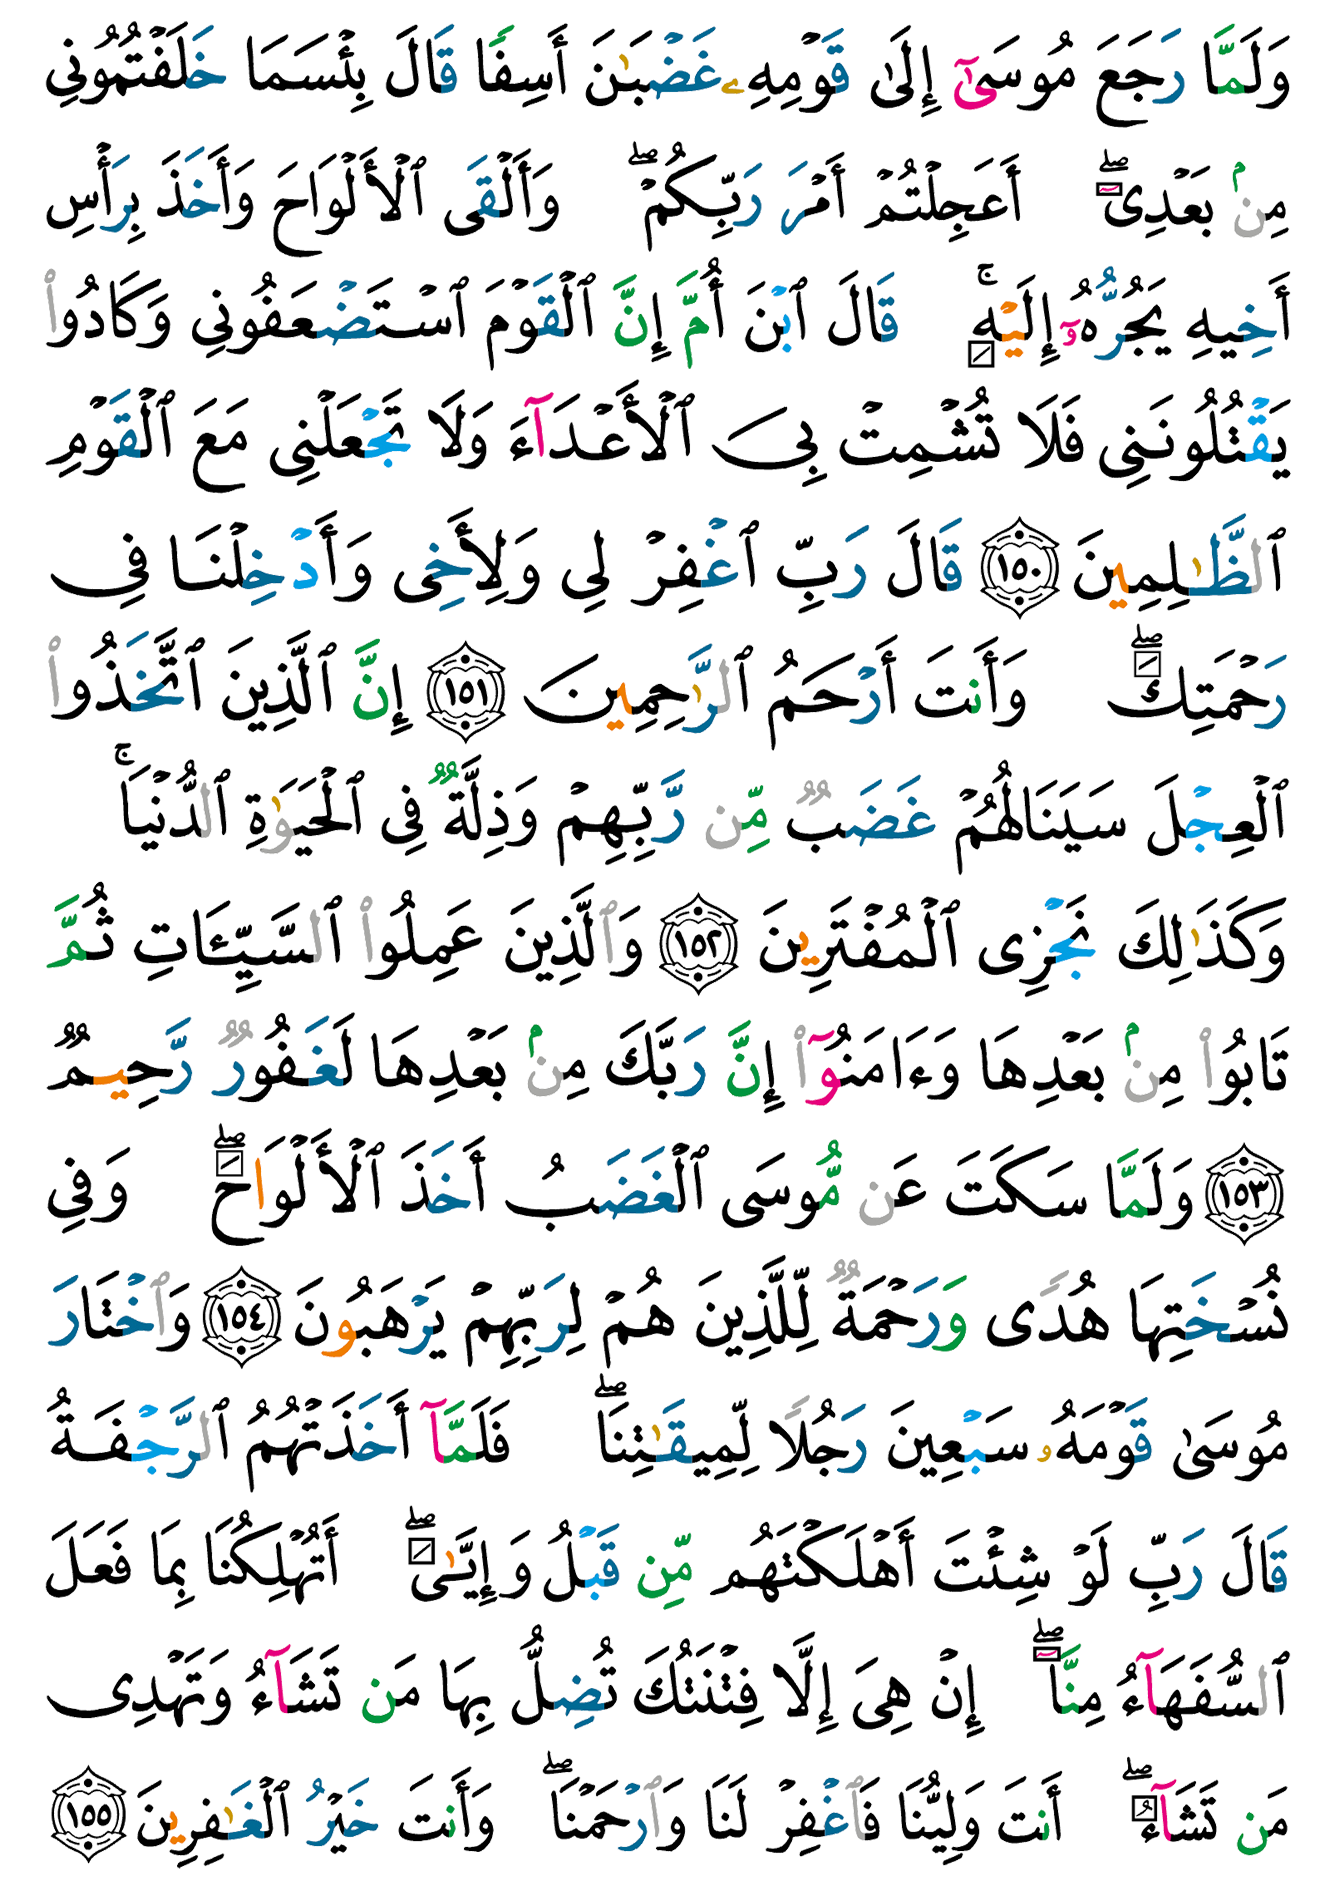 وَلَمَّا رَجَعَ مُوسَىٰٓ إِلَىٰ قَوْمِهِۦ غَضْبَـٰنَ أَسِفًا قَالَ بِئْسَمَا خَلَفْتُمُونِى
مِنۢ بَعْدِىٓ ۖ أَعَجِلْتُمْ أَمْرَ رَبِّكُمْ ۖ وَأَلْقَى ٱلْأَلْوَاحَ وَأَخَذَ بِرَأْسِ
أَخِيهِ يَجُرُّهُۥٓ إِلَيْهِ ۚ قَالَ ٱبْنَ أُمَّ إِنَّ ٱلْقَوْمَ ٱسْتَضْعَفُونِى وَكَادُوا۟
يَقْتُلُونَنِى فَلَا تُشْمِتْ بِىَ ٱلْأَعْدَآءَ وَلَا تَجْعَلْنِى مَعَ ٱلْقَوْمِ
ٱلظَّـٰلِمِينَ ١٥٠ قَالَ رَبِّ ٱغْفِرْ لِى وَلِأَخِى وَأَدْخِلْنَا فِى
رَحْمَتِكَ ۖ وَأَنتَ أَرْحَمُ ٱلرَّٰحِمِينَ ١٥١ إِنَّ ٱلَّذِينَ ٱتَّخَذُوا۟
ٱلْعِجْلَ سَيَنَالُهُمْ غَضَبٌ مِّن رَّبِّهِمْ وَذِلَّةٌ فِى ٱلْحَيَوٰةِ ٱلدُّنْيَا ۚ
وَكَذَٰلِكَ نَجْزِى ٱلْمُفْتَرِينَ ١٥٢ وَٱلَّذِينَ عَمِلُوا۟ ٱلسَّيِّـَٔاتِ ثُمَّ
تَابُوا۟ مِنۢ بَعْدِهَا وَءَامَنُوٓا۟ إِنَّ رَبَّكَ مِنۢ بَعْدِهَا لَغَفُورٌ رَّحِيمٌ
١٥٣ وَلَمَّا سَكَتَ عَن مُّوسَى ٱلْغَضَبُ أَخَذَ ٱلْأَلْوَاحَ ۖ وَفِى
نُسْخَتِهَا هُدًى وَرَحْمَةٌ لِّلَّذِينَ هُمْ لِرَبِّهِمْ يَرْهَبُونَ ١٥٤ وَٱخْتَارَ
مُوسَىٰ قَوْمَهُۥ سَبْعِينَ رَجُلًا لِّمِيقَـٰتِنَا ۖ فَلَمَّآ أَخَذَتْهُمُ ٱلرَّجْفَةُ
قَالَ رَبِّ لَوْ شِئْتَ أَهْلَكْتَهُم مِّن قَبْلُ وَإِيَّـٰىَ ۖ أَتُهْلِكُنَا بِمَا فَعَلَ
ٱلسُّفَهَآءُ مِنَّآ ۖ إِنْ هِىَ إِلَّا فِتْنَتُكَ تُضِلُّ بِهَا مَن تَشَآءُ وَتَهْدِى
مَن تَشَآءُ ۖ أَنتَ وَلِيُّنَا فَٱغْفِرْ لَنَا وَٱرْحَمْنَا ۖ وَأَنتَ خَيْرُ ٱلْغَـٰفِرِينَ ١٥٥